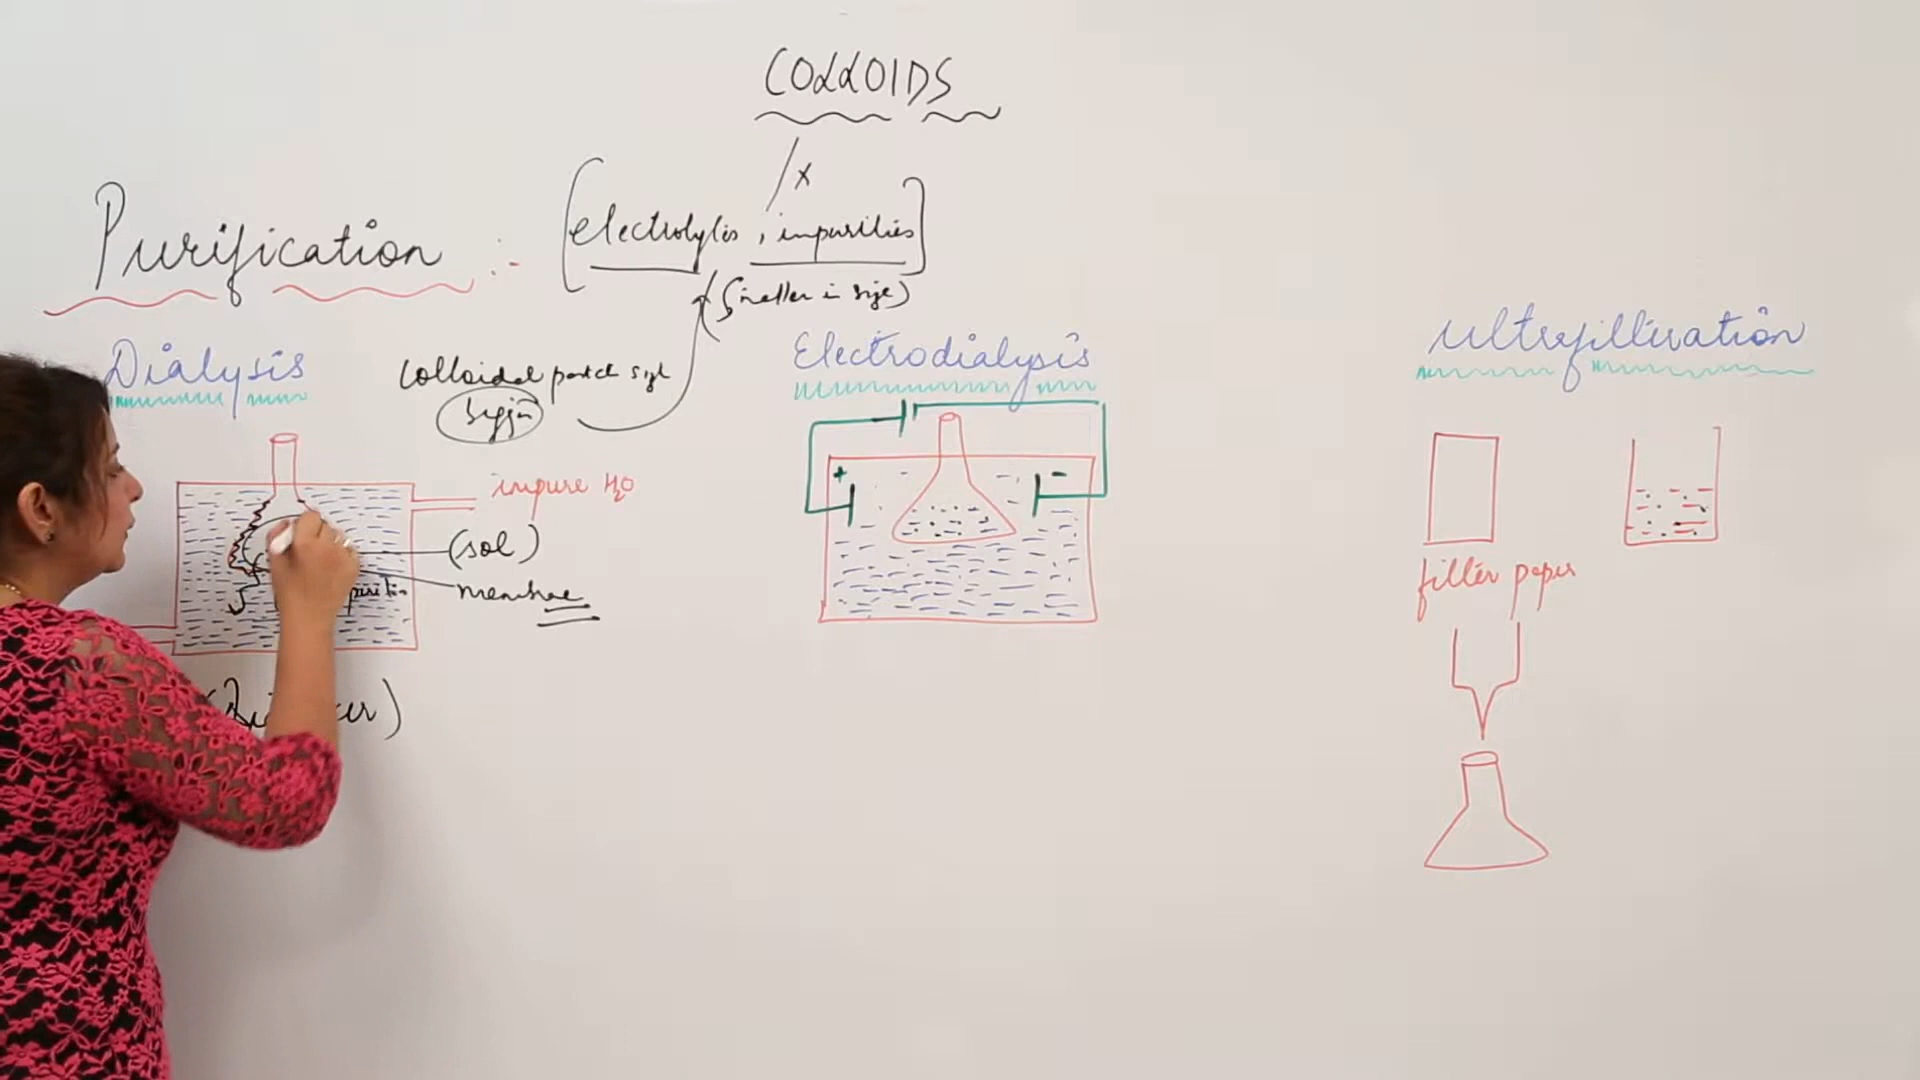 COLLOIDS
x
Purification :- [electrolytes, impurities]
(Smaller in size)
Dialysis
Colloidal particle size
bigger
Electrodialysis
Ultrafiltration
+ -
impure H2O
(sol)
membrane
filter paper